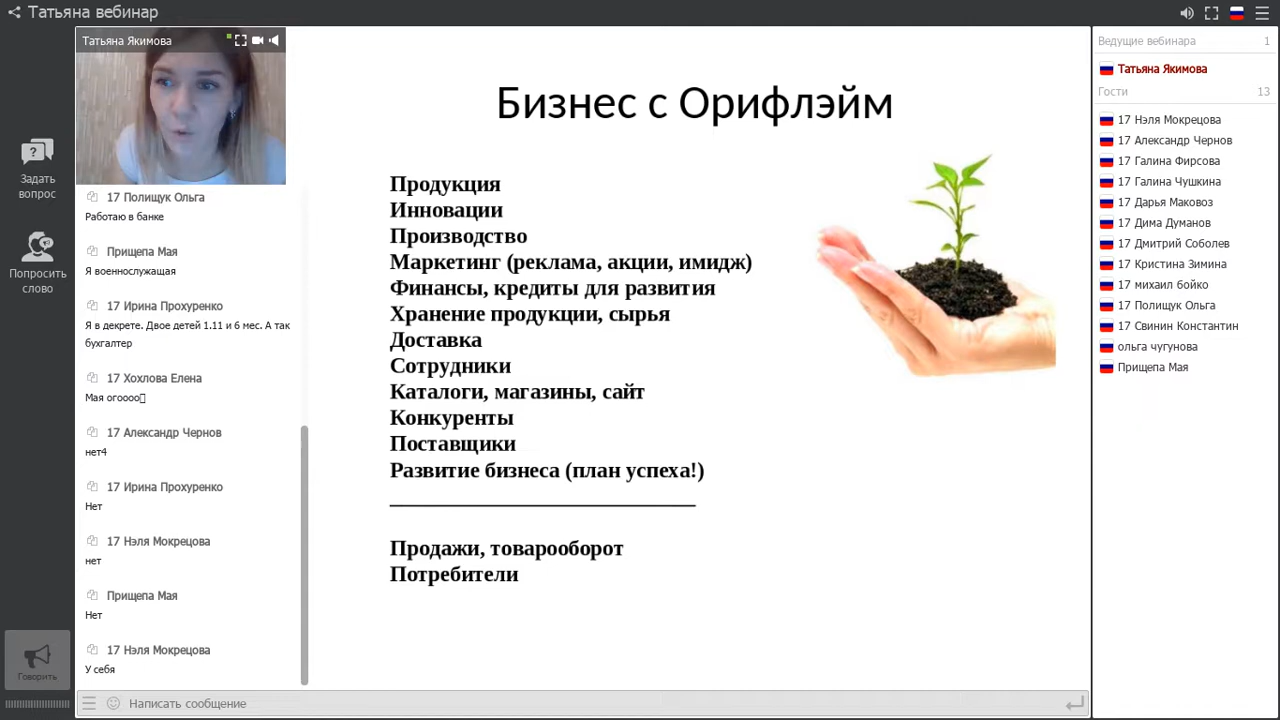 Татьяна вебинар
Задать
вопрос
Попросить
слово
Говорить
Татьяна Якимова
17 Полищук Ольга
Работаю в банке
Прищепа Мая
Я военнослужащая
17 Ирина Прохуренко
Я в декрете. Двое детей 1.11 и 6 мес. А так
бухгалтер
17 Хохлова Елена
Мая огоооо
17 Александр Чернов
нет4
17 Ирина Прохуренко
Нет
17 Нэля Мокрецова
нет
Прищепа Мая
Нет
17 Нэля Мокрецова
У себя
Написать сообщение
Бизнес с Орифлэйм
Продукция
Инновации
Производство
Маркетинг (реклама, акции, имидж)
Финансы, кредиты для развития
Хранение продукции, сырья
Доставка
Сотрудники
Каталоги, магазины, сайт
Конкуренты
Поставщики
Развитие бизнеса (план успеха!)
Продажи, товарооборот
Потребители
Ведущие вебинара 1
Татьяна Якимова
Гости 13
17 Нэля Мокрецова
17 Александр Чернов
17 Галина Фирсова
17 Галина Чушкина
17 Дарья Маковоз
17 Дима Думанов
17 Дмитрий Соболев
17 Кристина Зимина
17 михаил бойко
17 Полищук Ольга
17 Свинин Константин
ольга чугунова
Прищепа Мая